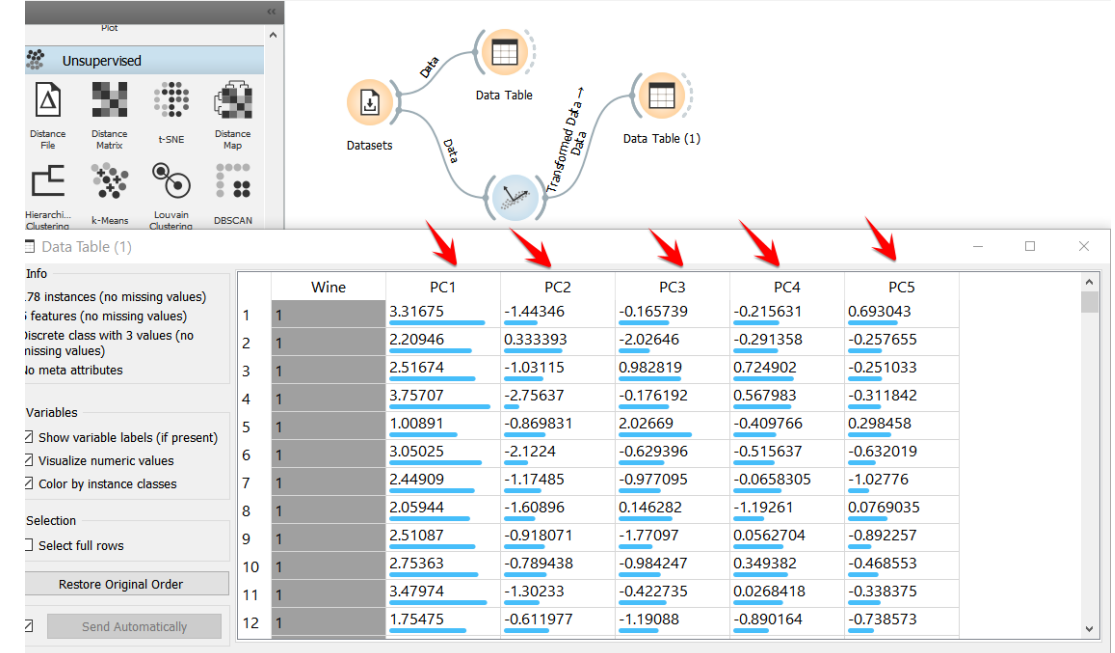 Plot
Unsupervised
Distance File
Distance Matrix
t-SNE
Distance Map
Hierarchi... Clustering
k-Means
Louvain Clustering
DBSCAN
Data
Data Table
Datasets
Data
Transformed Data → Data
Data Table (1)
Data Table (1)
Info
78 instances (no missing values)
features (no missing values)
iscrete class with 3 values (no
missing values)
o meta attributes
Variables
Show variable labels (if present)
Visualize numeric values
Color by instance classes
Selection
Select full rows
Restore Original Order
Send Automatically
Wine PC1 PC2 PC3 PC4 PC5
1 1 3.31675 -1.44346 -0.165739 -0.215631 0.693043
2 1 2.20946 0.333393 -2.02646 -0.291358 -0.257655
3 1 2.51674 -1.03115 0.982819 0.724902 -0.251033
4 1 3.75707 -2.75637 -0.176192 0.567983 -0.311842
5 1 1.00891 -0.869831 2.02669 -0.409766 0.298458
6 1 3.05025 -2.1224 -0.629396 -0.515637 -0.632019
7 1 2.44909 -1.17485 -0.977095 -0.0658305 -1.02776
8 1 2.05944 -1.60896 0.146282 -1.19261 0.0769035
9 1 2.51087 -0.918071 -1.77097 0.0562704 -0.892257
10 1 2.75363 -0.789438 -0.984247 0.349382 -0.468553
11 1 3.47974 -1.30233 -0.422735 0.0268418 -0.338375
12 1 1.75475 -0.611977 -1.19088 -0.890164 -0.738573